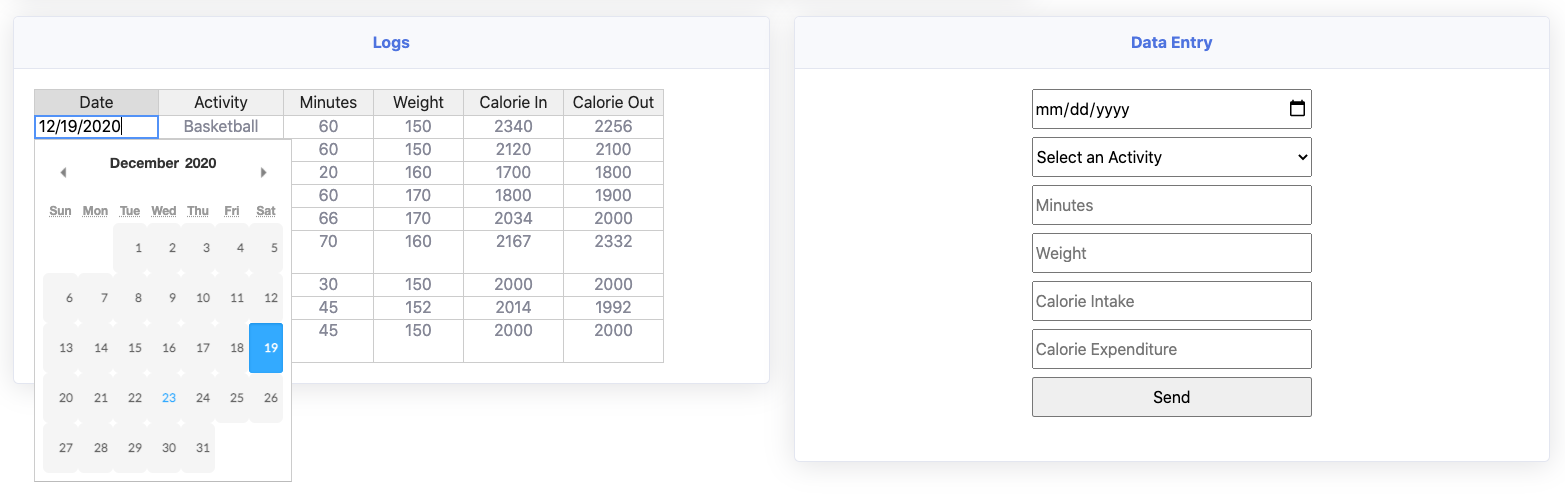 Logs
Date Activity Minutes Weight Calorie In Calorie Out
12/19/2020 Basketball 60 150 2340 2256
60 150 2120 2100
20 160 1700 1800
60 170 1800 1900
66 170 2034 2000
70 160 2167 2332
30 150 2000 2000
45 152 2014 1992
45 150 2000 2000
December 2020
Sun Mon Tue Wed Thu Fri Sat
1 2 3 4 5
6 7 8 9 10 11 12
13 14 15 16 17 18 19
20 21 22 23 24 25 26
27 28 29 30 31
Data Entry
mm/dd/yyyy
Select an Activity
Minutes
Weight
Calorie Intake
Calorie Expenditure
Send